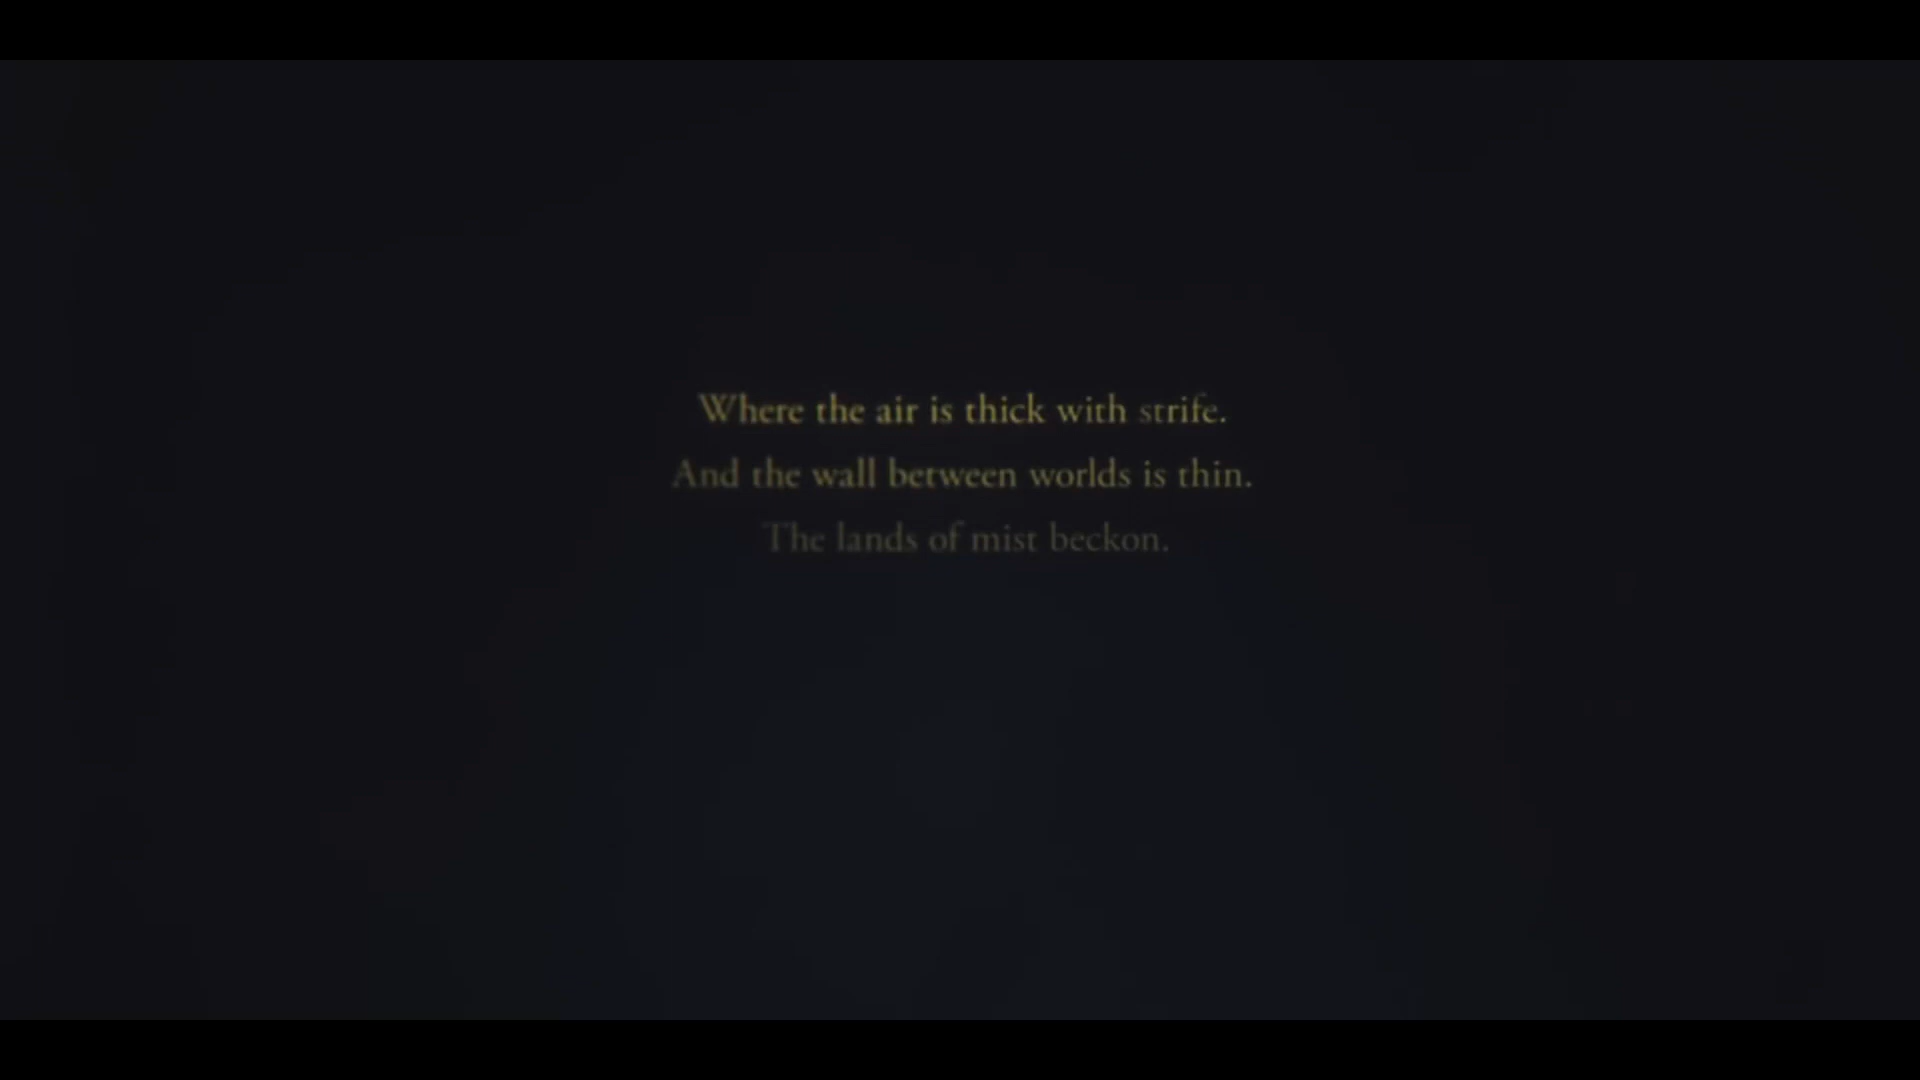 Where the air is thick with strife.
And the wall between worlds is thin.
The lands of mist beckon.